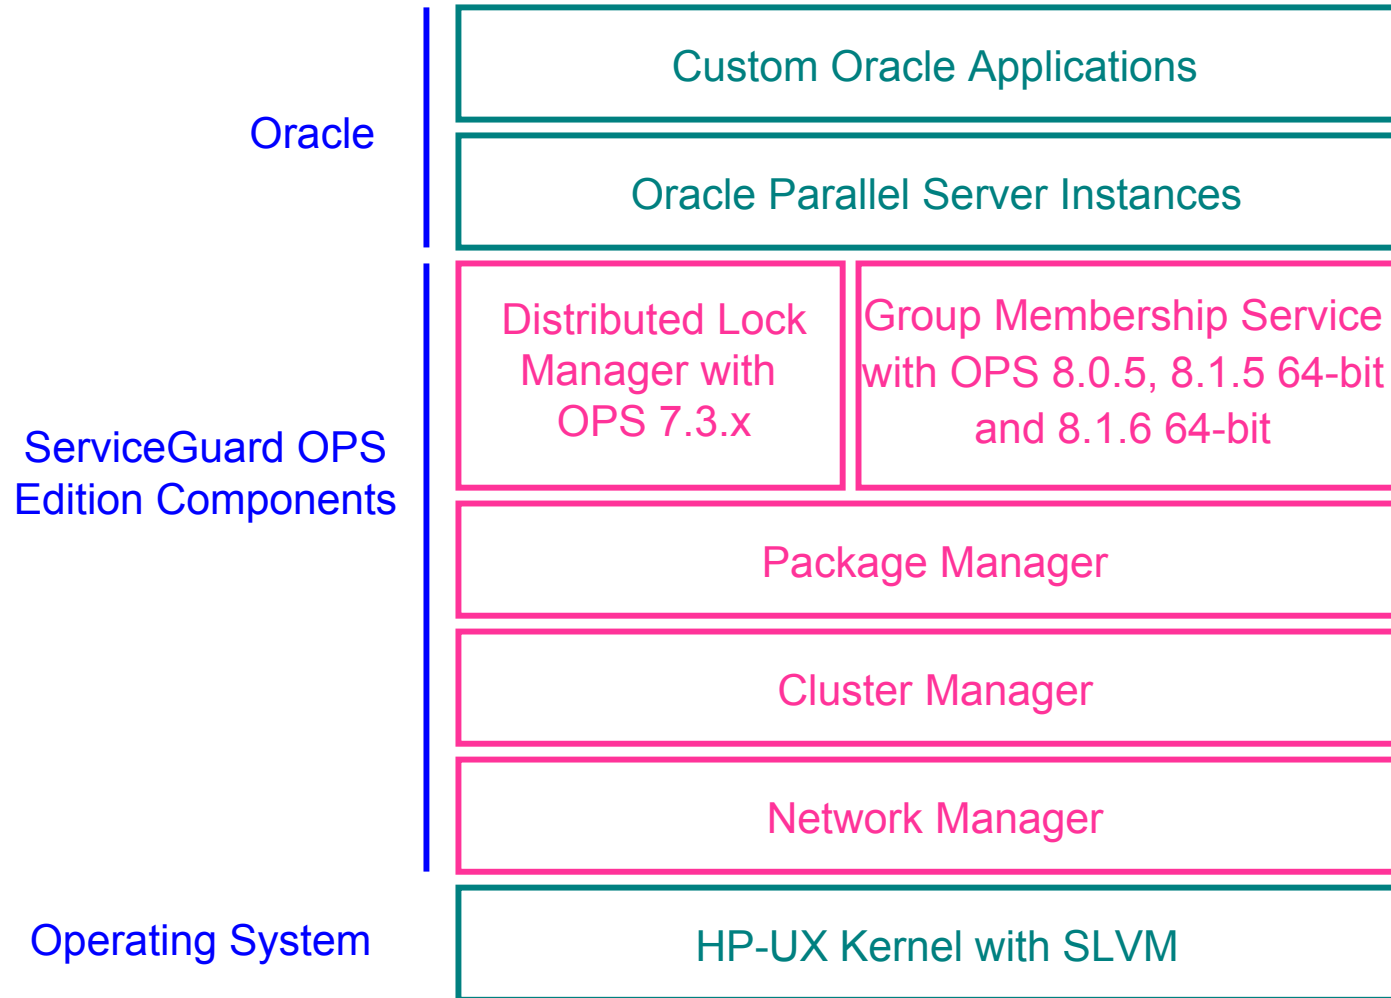 Custom Oracle Applications
Oracle
Oracle Parallel Server Instances
Distributed Lock
Manager with
OPS 7.3.x
Group Membership Service
with OPS 8.0.5, 8.1.5 64-bit
and 8.1.6 64-bit
ServiceGuard OPS
Edition Components
Package Manager
Cluster Manager
Network Manager
Operating System
HP-UX Kernel with SLVM